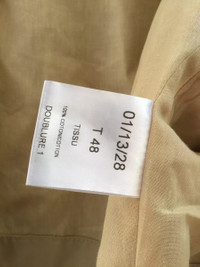 01/13/28
T 48
TISSU
100% COTON/COTTON
DOUBLURE 1